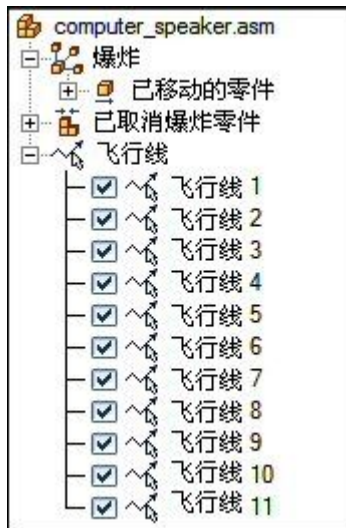 computer_speaker.asm
爆炸
已移动的零件
已取消爆炸零件
飞行线
飞行线 1
飞行线 2
飞行线 3
飞行线 4
飞行线 5
飞行线 6
飞行线 7
飞行线 8
飞行线 9
飞行线 10
飞行线 11